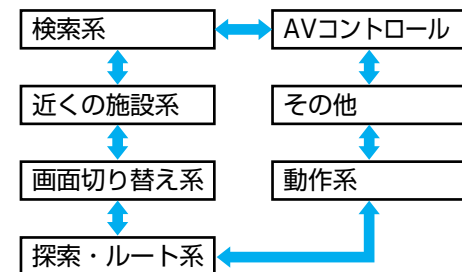 検索系
AVコントロール
近くの施設系
その他
画面切り替え系
動作系
探索・ルート系